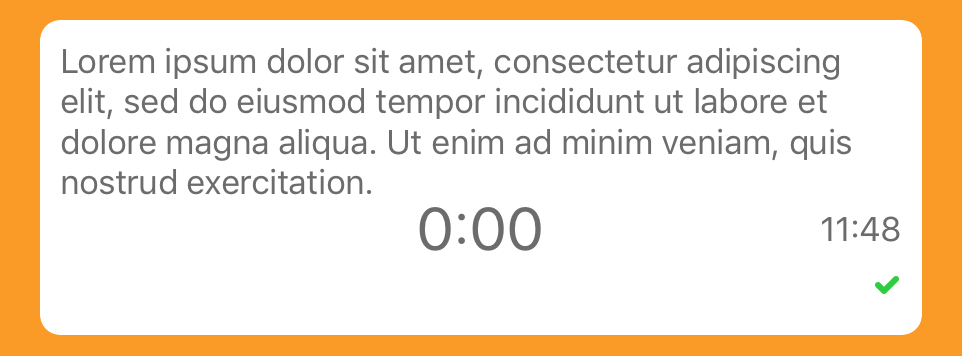 Lorem ipsum dolor sit amet, consectetur adipiscing
elit, sed do eiusmod tempor incididunt ut labore et
dolore magna aliqua. Ut enim ad minim veniam, quis
nostrud exercitation.
0:00 11:48